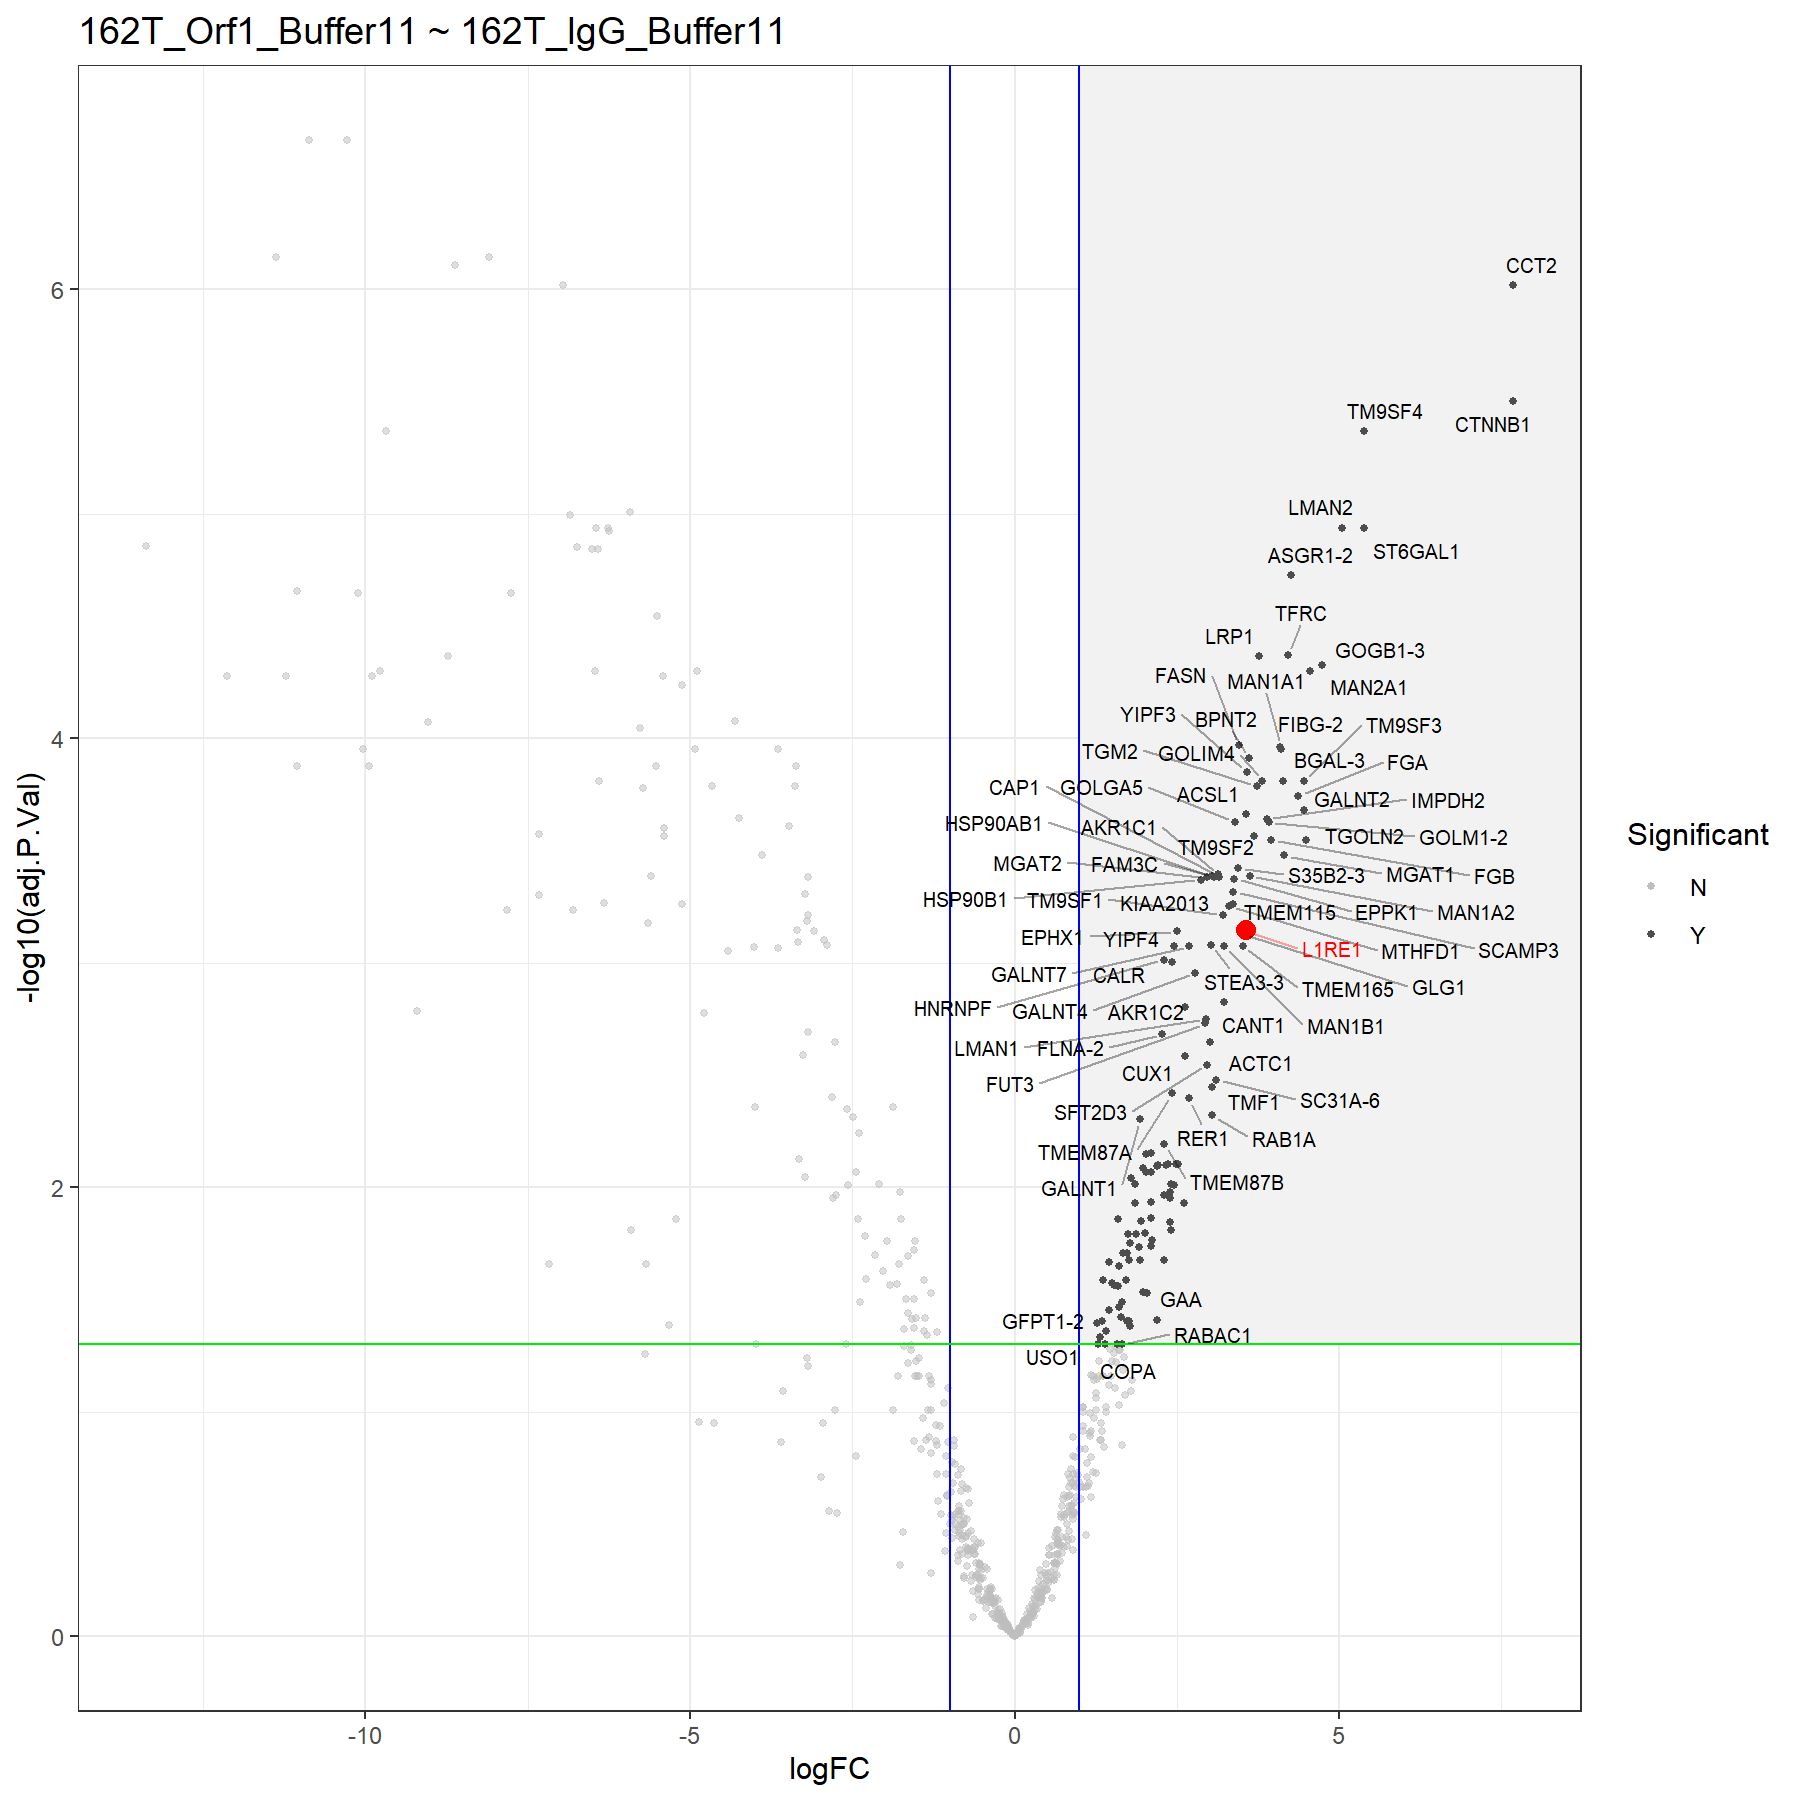 162T_Orf1_Buffer11 ~ 162T_IgG_Buffer11
CCT2
6
TM9SF4
CTNNB1
LMAN2
ST6GAL1
ASGR1-2
TFRC
LRP1
GOGB1-3
FASN
MAN1A1
MAN2A1
YIPF3
BPNT2
FIBG-2
TM9SF3
4
TGM2
GOLIM4
BGAL-3
FGA
CAP1
GOLGA5
ACSL1
GALNT2
IMPDH2
HSP90AB1
AKR1C1
TGOLN2
GOLM1-2
TM9SF2
MGAT2
FAM3C
S35B2-3
MGAT1
FGB
HSP90B1
TM9SF1
KIAA2013
TMEM115
EPPK1
MAN1A2
EPHX1
YIPF4
L1RE1
MTHFD1
SCAMP3
GALNT7
CALR
STEA3-3
TMEM165
GLG1
HNRNPF
GALNT4
AKR1C2
CANT1
MAN1B1
LMAN1
FLNA-2
ACTC1
FUT3
CUX1
SFT2D3
TMF1
SC31A-6
TMEM87A
RER1
RAB1A
GALNT1
TMEM87B
2
GAA
GFPT1-2
RABAC1
USO1
COPA
0
-10
-5
0
5
logFC
-log10(adj.P.Val)
Significant
N
Y